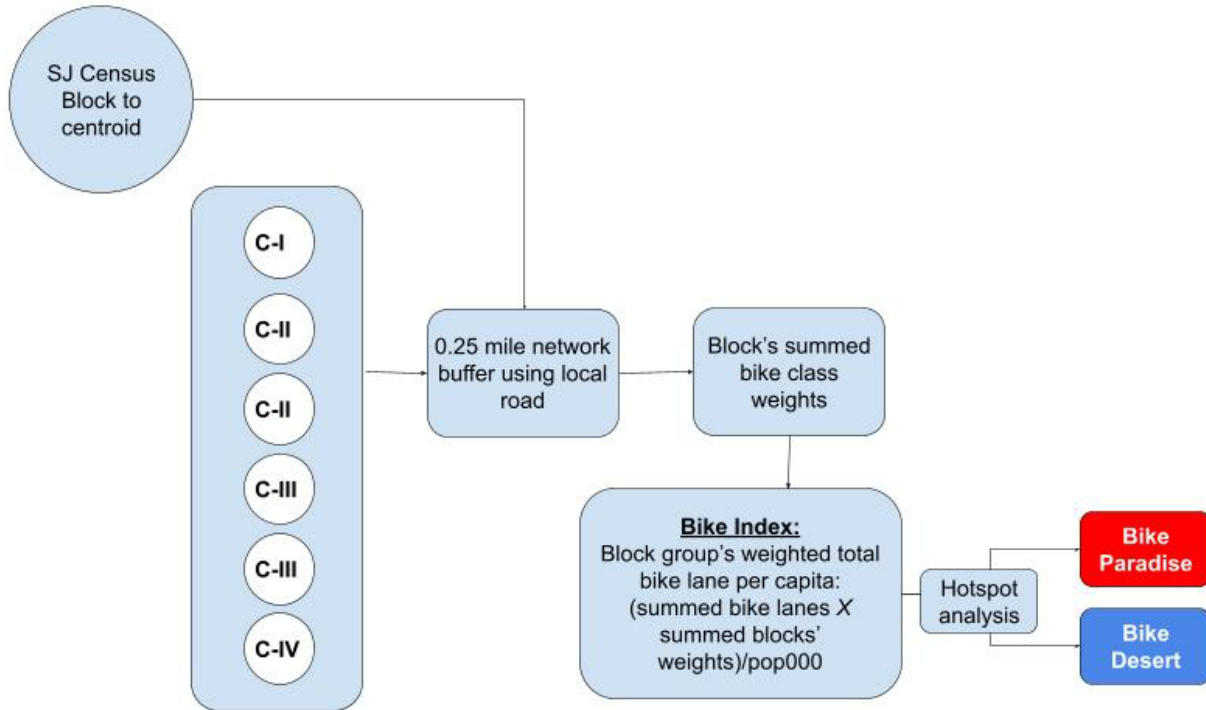 SJ Census
Block to
centroid
C-I
C-II
C-II
C-III
C-III
C-IV
0.25 mile network
buffer using local
road
Block's summed
bike class
weights
Bike Index:
Block group's weighted total
bike lane per capita:
(summed bike lanes X
summed blocks'
weights)/pop000
Hotspot
analysis
Bike
Paradise
Bike
Desert